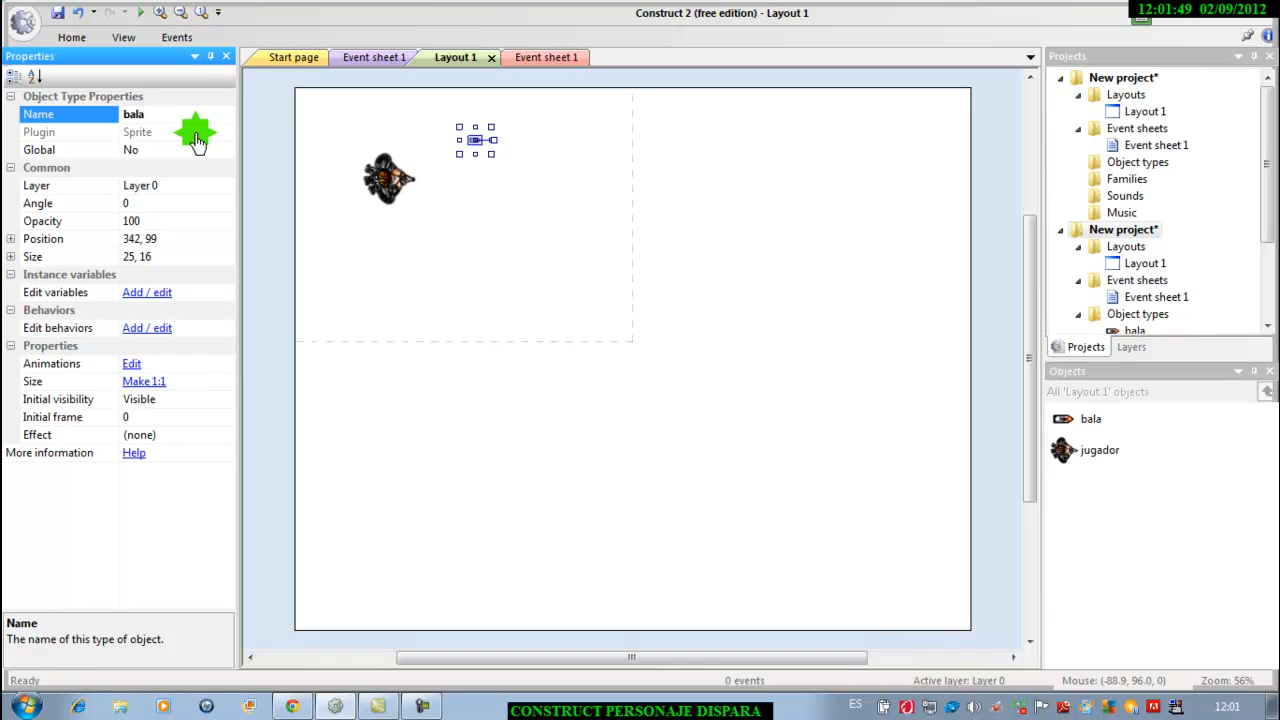 12:01:49 02/09/2012
Construct 2 (free edition) - Layout 1
Home View Events
Properties
Start page
Event sheet 1
Layout 1
Event sheet 1
Projects
Object Type Properties
Name bala
Plugin Sprite
Global No
Common
Layer Layer 0
Angle 0
Opacity 100
Position 342, 99
Size 25, 16
Instance variables
Edit variables Add / edit
Behaviors
Edit behaviors Add / edit
Properties
Animations Edit
Size Make 1:1
Initial visibility Visible
Initial frame 0
Effect (none)
More information Help
Name
The name of this type of object.
New project*
Layouts
Layout 1
Event sheets
Event sheet 1
Object types
Families
Sounds
Music
New project*
Layouts
Layout 1
Event sheets
Event sheet 1
Object types
bala
Projects Layers
Objects
All 'Layout 1' objects
bala
jugador
Ready
0 events
Active layer: Layer 0
Mouse: (-88.9, 96.0, 0)
Zoom: 56%
ES
12:01
CONSTRUCT PERSONAJE DISPARA